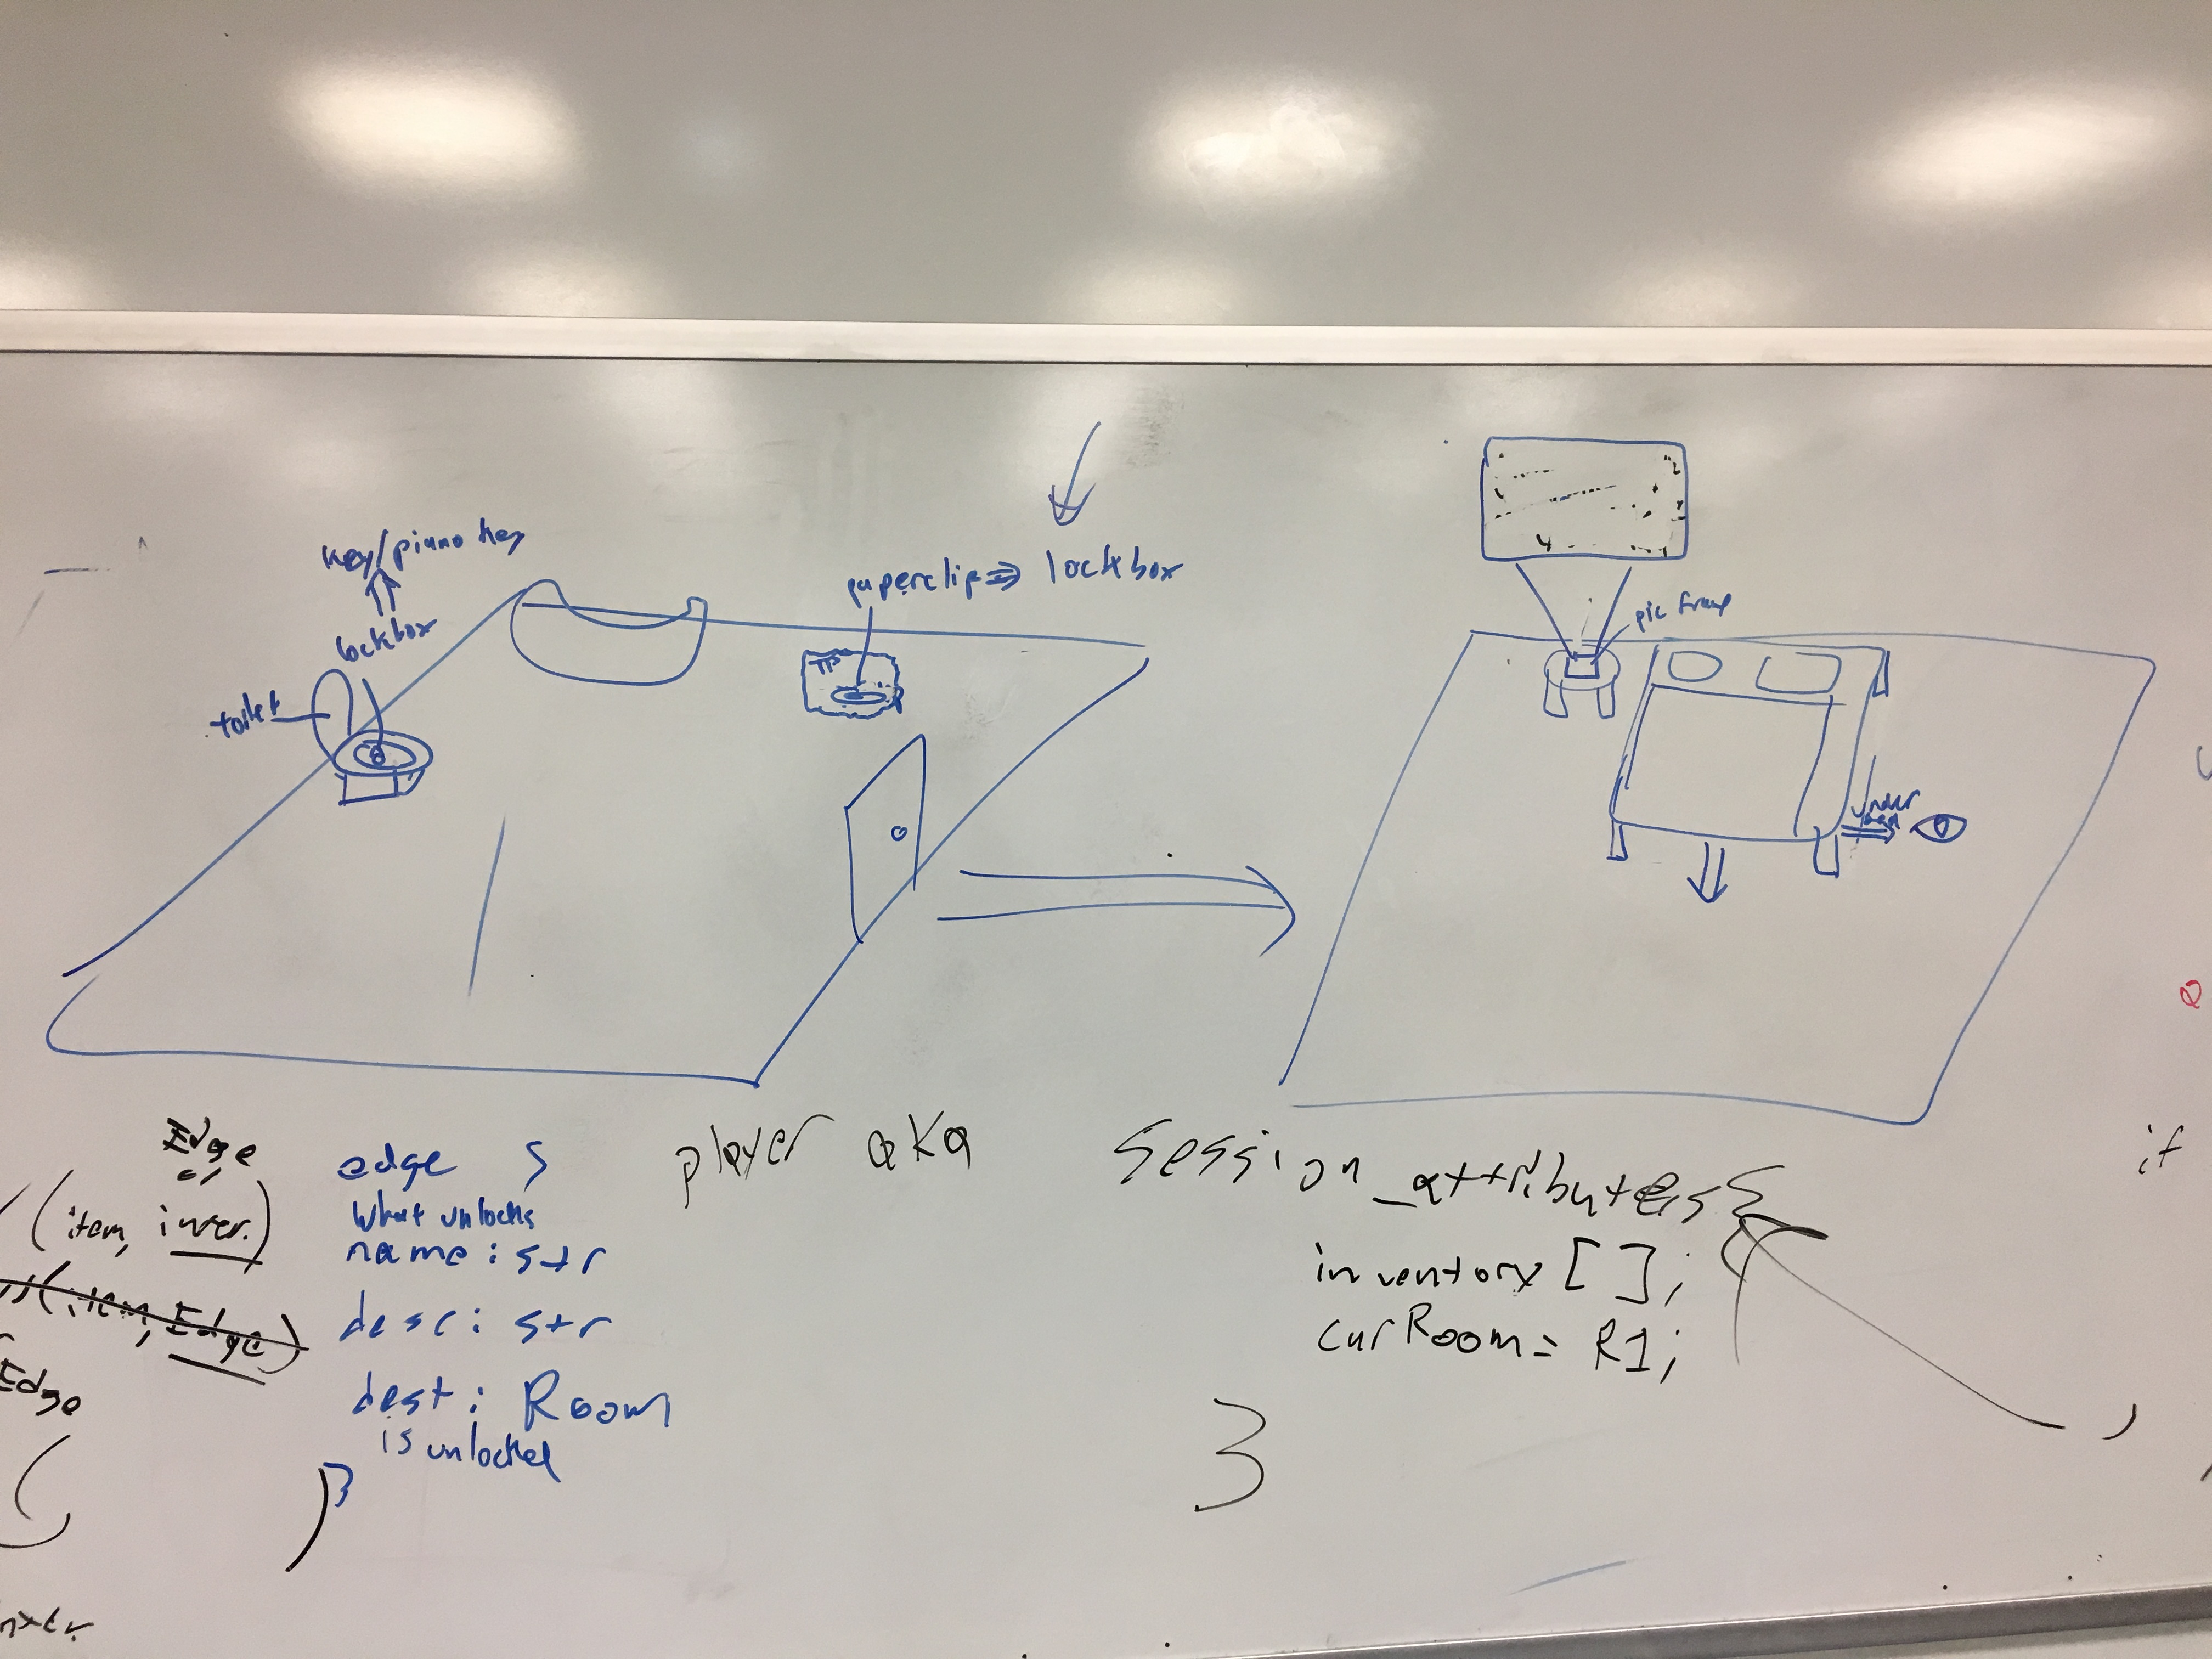 key/piano key
lockbox
toilet
paperclip => lockbox
TP
pic frame
under
Edge
(item, inver.)
(item, Edge)
Edge
edge {
what unlocks
name: str
desc: str
dest: Room
is unlocked
}
player aka session_attributes {
inventory [ ];
curRoom = R1;
}
if